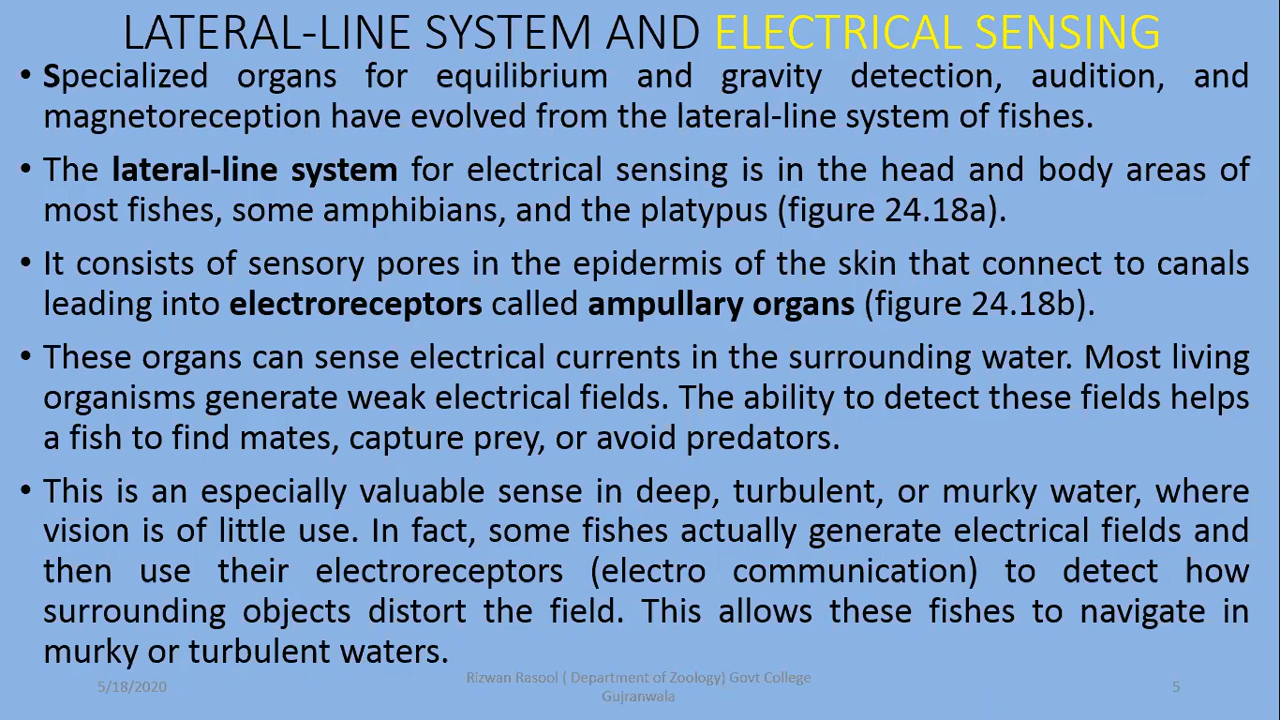 LATERAL-LINE SYSTEM AND ELECTRICAL SENSING
• Specialized organs for equilibrium and gravity detection, audition, and
magnetoreception have evolved from the lateral-line system of fishes.
• The lateral-line system for electrical sensing is in the head and body areas of
most fishes, some amphibians, and the platypus (figure 24.18a).
• It consists of sensory pores in the epidermis of the skin that connect to canals
leading into electroreceptors called ampullary organs (figure 24.18b).
• These organs can sense electrical currents in the surrounding water. Most living
organisms generate weak electrical fields. The ability to detect these fields helps
a fish to find mates, capture prey, or avoid predators.
• This is an especially valuable sense in deep, turbulent, or murky water, where
vision is of little use. In fact, some fishes actually generate electrical fields and
then use their electroreceptors (electro communication) to detect how
surrounding objects distort the field. This allows these fishes to navigate in
murky or turbulent waters.
5/18/2020
Rizwan Rasool ( Department of Zoology) Govt College
Gujranwala
5